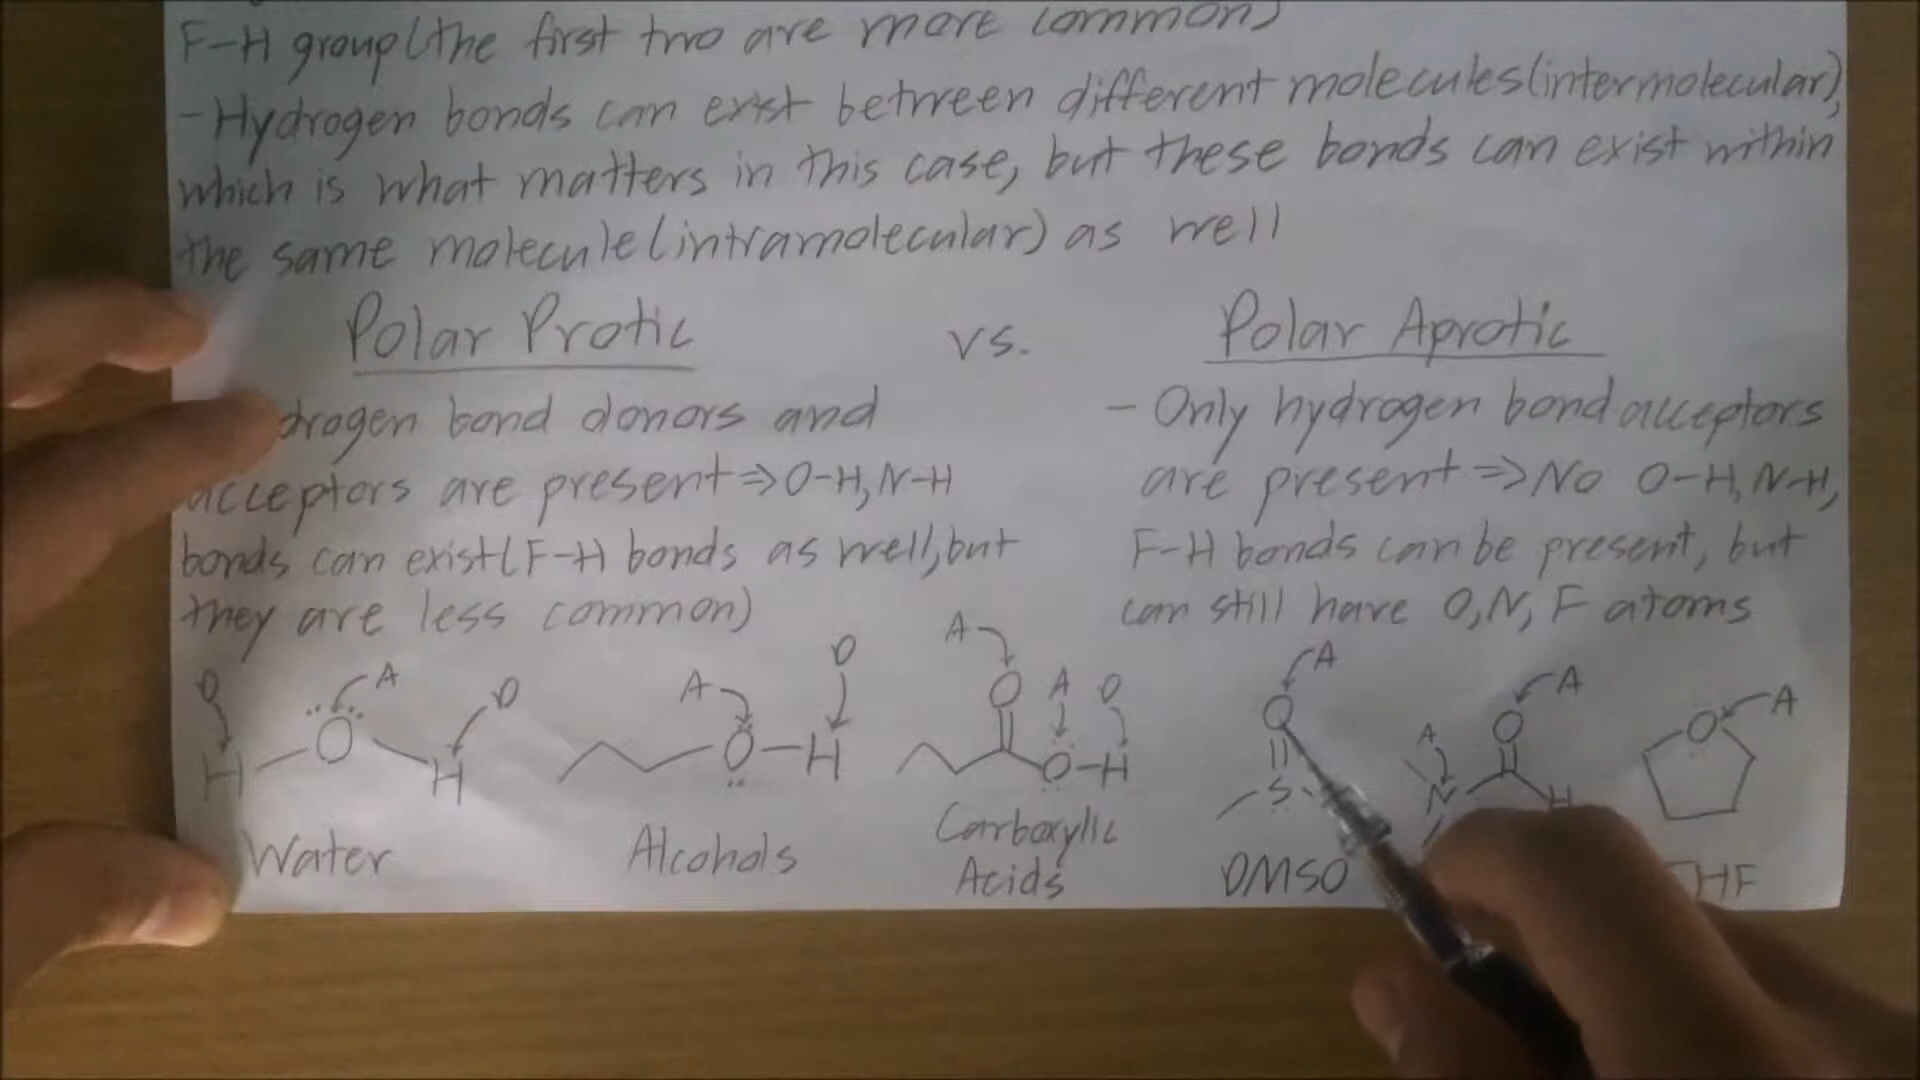 F-H group(the first two are more common)
-Hydrogen bonds can exist between different molecules(intermolecular),
which is what matters in this case, but these bonds can exist within
the same molecule(intramolecular) as well
Polar Protic vs. Polar Aprotic
drogen bond donors and
acceptors are present⇒O-H, N-H
bonds can exist(F-H bonds as well, but
they are less common)
- Only hydrogen bond acceptors
are present⇒No O-H, N-H,
F-H bonds can be present, but
can still have O, N, F atoms
D A D
H O H
Water
A D
O-H
Alcohols
A A D
O O-H
Carboxylic
Acids
A
O
S
DMSO
A A
O N H
A
O
HF